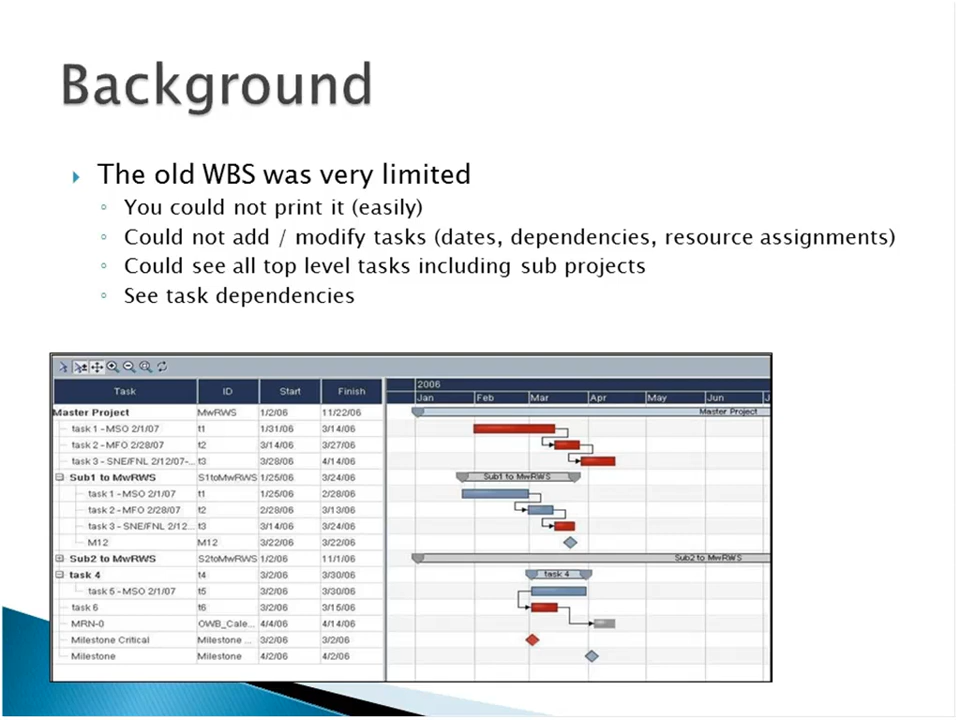 Background
The old WBS was very limited
You could not print it (easily)
Could not add / modify tasks (dates, dependencies, resource assignments)
Could see all top level tasks including sub projects
See task dependencies
2006
Task ID Start Finish Jan Feb Mar Apr May Jun J
Master Project MwRWS 1/2/06 11/22/06 Master Project
task 1 - MSO 2/1/07 t1 1/31/06 3/14/06
task 2 - MFO 2/28/07 t2 3/14/06 3/27/06
task 3 - SNE/FNL 2/12/07-... t3 3/28/06 4/14/06
Sub1 to MwRWS S1toMwRWS 1/25/06 3/24/06 Sub1 to MwRWS
task 1 - MSO 2/1/07 t1 1/25/06 2/28/06
task 2 - MFO 2/28/07 t2 2/28/06 3/13/06
task 3 - SNE/FNL 2/12... t3 3/14/06 3/24/06
M12 M12 3/22/06 3/22/06
Sub2 to MwRWS S2toMwRWS 1/2/06 11/1/06 Sub2 to MwRWS
task 4 t4 3/2/06 3/30/06 task 4
task 5 - MSO 2/1/07 t5 3/2/06 3/30/06
task 6 t6 3/2/06 3/15/06
MRN-0 OWB_Cale... 4/4/06 4/14/06
Milestone Critical Milestone ... 3/2/06 3/2/06
Milestone Milestone 4/2/06 4/2/06